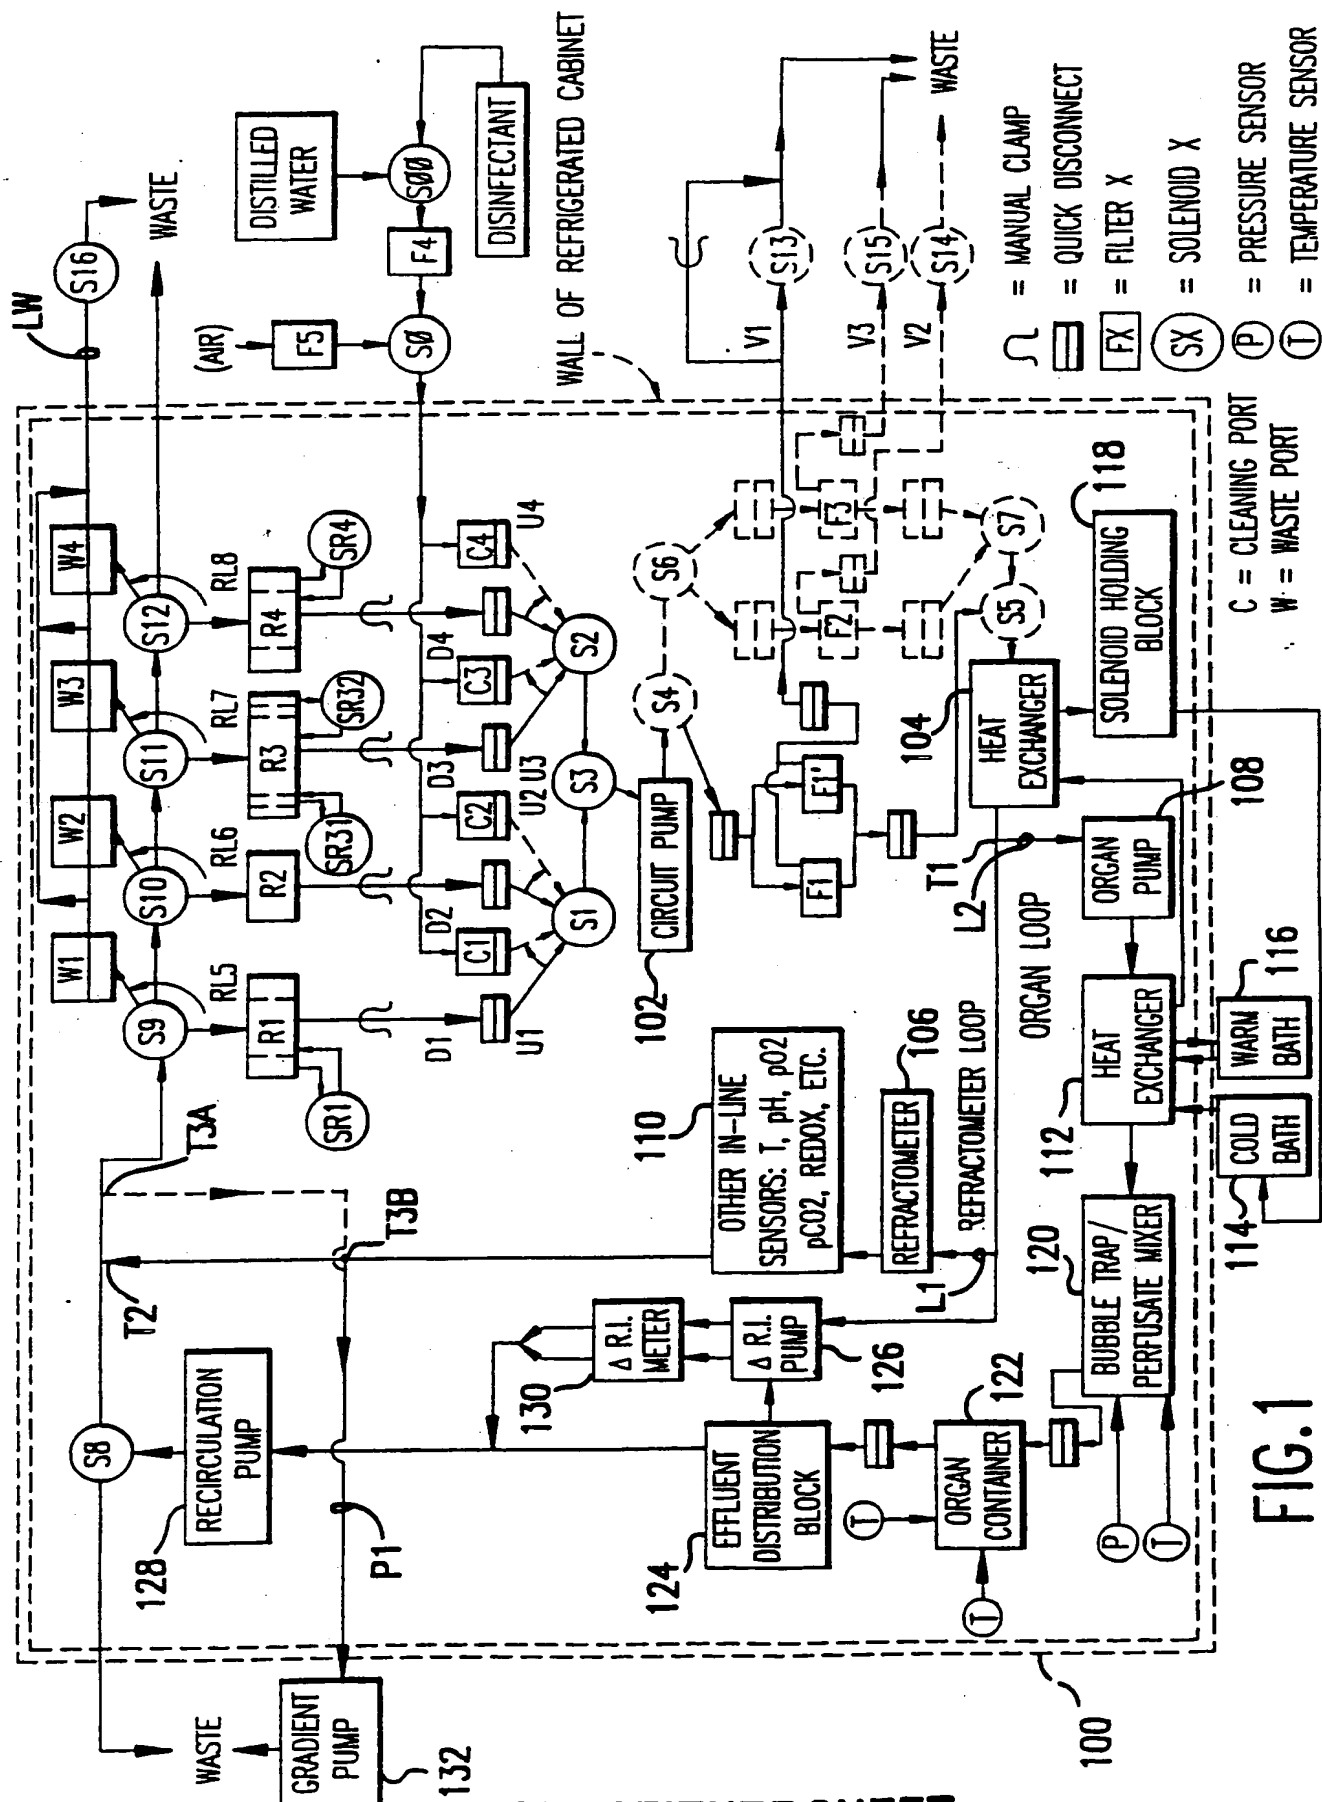 LW
S16
WASTE
(AIR)
F5
SØ
F4
SØØ
DISTILLED
WATER
DISINFECTANT
WALL OF REFRIGERATED CABINET
W1
W2
W3
W4
S9
S10
S11
S12
RL5
RL6
RL7
RL8
R1
R2
R3
R4
SR1
SR31
SR32
SR4
D1
D2
D3
D4
C1
C2
C3
C4
U1
U2
U3
U4
S1
S2
S3
CIRCUIT PUMP
102
S4
S6
F1
F1'
F2
F3
S5
S7
V1
V3
V2
S13
S15
S14
WASTE
= MANUAL CLAMP
= QUICK DISCONNECT
FX = FILTER X
SX = SOLENOID X
P = PRESSURE SENSOR
T = TEMPERATURE SENSOR
C = CLEANING PORT
W = WASTE PORT
HEAT
EXCHANGER
104
SOLENOID HOLDING
BLOCK
118
T1
L2
ORGAN LOOP
ORGAN
PUMP
108
HEAT
EXCHANGER
112
COLD
BATH
114
WARM
BATH
116
BUBBLE TRAP/
PERFUSATE MIXER
120
P
T
ORGAN
CONTAINER
122
T
T
EFFLUENT
DISTRIBUTION
BLOCK
124
Δ R.I.
PUMP
126
Δ R.I.
METER
130
REFRACTOMETER LOOP
L1
REFRACTOMETER
106
OTHER IN-LINE
SENSORS: T, pH, pO2
pCO2, REDOX, ETC.
110
T2
T3A
T3B
P1
S8
RECIRCULATION
PUMP
128
WASTE
GRADIENT
PUMP
132
100
FIG.1